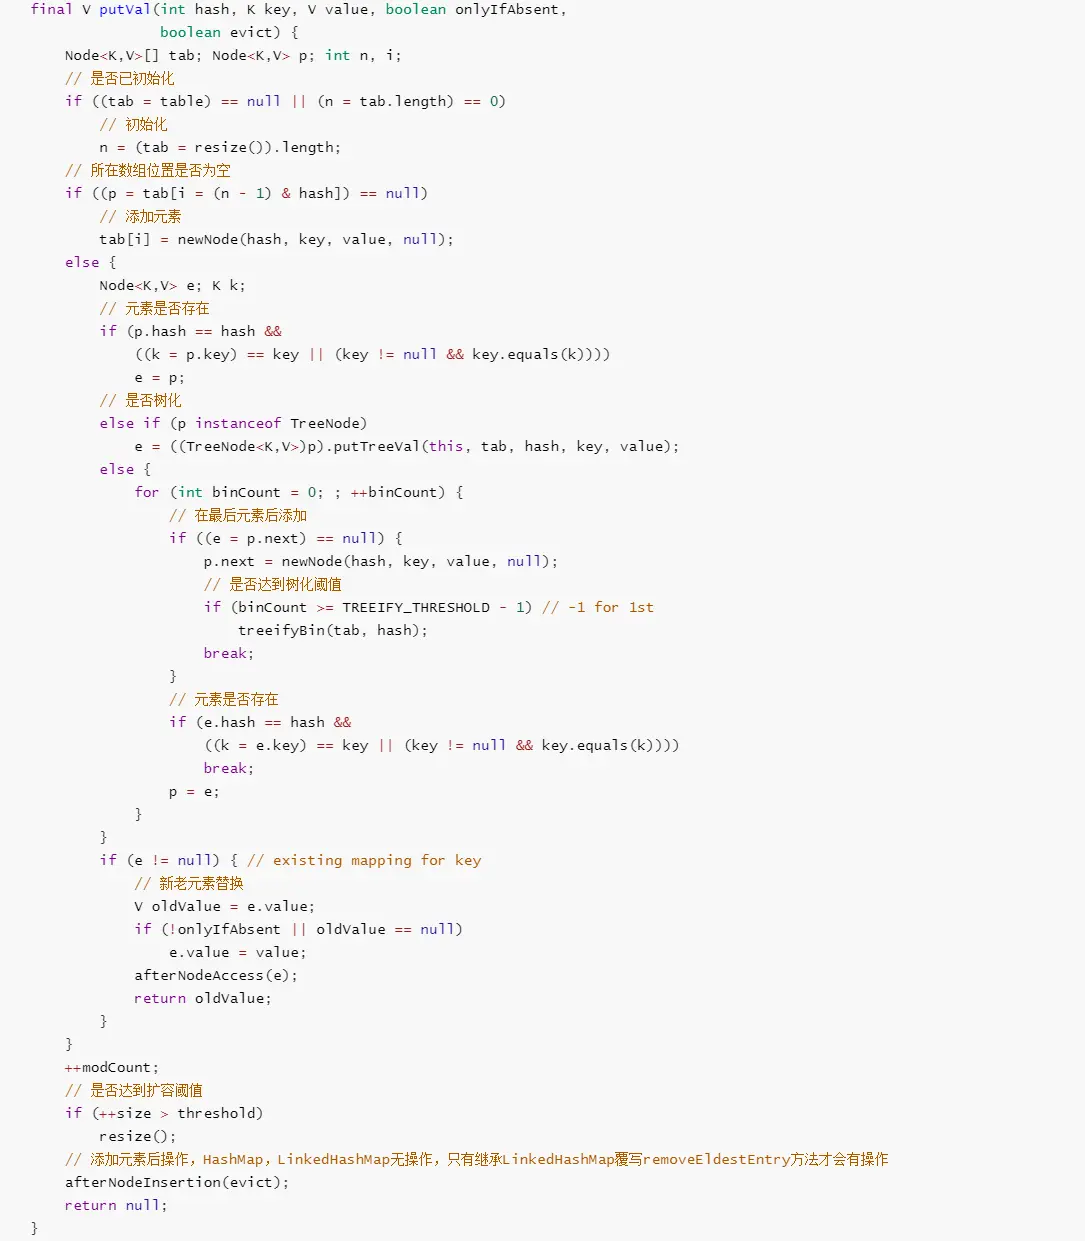 final V putVal(int hash, K key, V value, boolean onlyIfAbsent,
               boolean evict) {
    Node<K,V>[] tab; Node<K,V> p; int n, i;
    // 是否已初始化
    if ((tab = table) == null || (n = tab.length) == 0)
        // 初始化
        n = (tab = resize()).length;
    // 所在数组位置是否为空
    if ((p = tab[i = (n - 1) & hash]) == null)
        // 添加元素
        tab[i] = newNode(hash, key, value, null);
    else {
        Node<K,V> e; K k;
        // 元素是否存在
        if (p.hash == hash &&
            ((k = p.key) == key || (key != null && key.equals(k))))
            e = p;
        // 是否树化
        else if (p instanceof TreeNode)
            e = ((TreeNode<K,V>)p).putTreeVal(this, tab, hash, key, value);
        else {
            for (int binCount = 0; ; ++binCount) {
                // 在最后元素后添加
                if ((e = p.next) == null) {
                    p.next = newNode(hash, key, value, null);
                    // 是否达到树化阈值
                    if (binCount >= TREEIFY_THRESHOLD - 1) // -1 for 1st
                        treeifyBin(tab, hash);
                    break;
                }
                // 元素是否存在
                if (e.hash == hash &&
                    ((k = e.key) == key || (key != null && key.equals(k))))
                    break;
                p = e;
            }
        }
        if (e != null) { // existing mapping for key
            // 新老元素替换
            V oldValue = e.value;
            if (!onlyIfAbsent || oldValue == null)
                e.value = value;
            afterNodeAccess(e);
            return oldValue;
        }
    }
    ++modCount;
    // 是否达到扩容阈值
    if (++size > threshold)
        resize();
    // 添加元素后操作，HashMap，LinkedHashMap无操作，只有继承LinkedHashMap覆写removeEldestEntry方法才会有操作
    afterNodeInsertion(evict);
    return null;
}